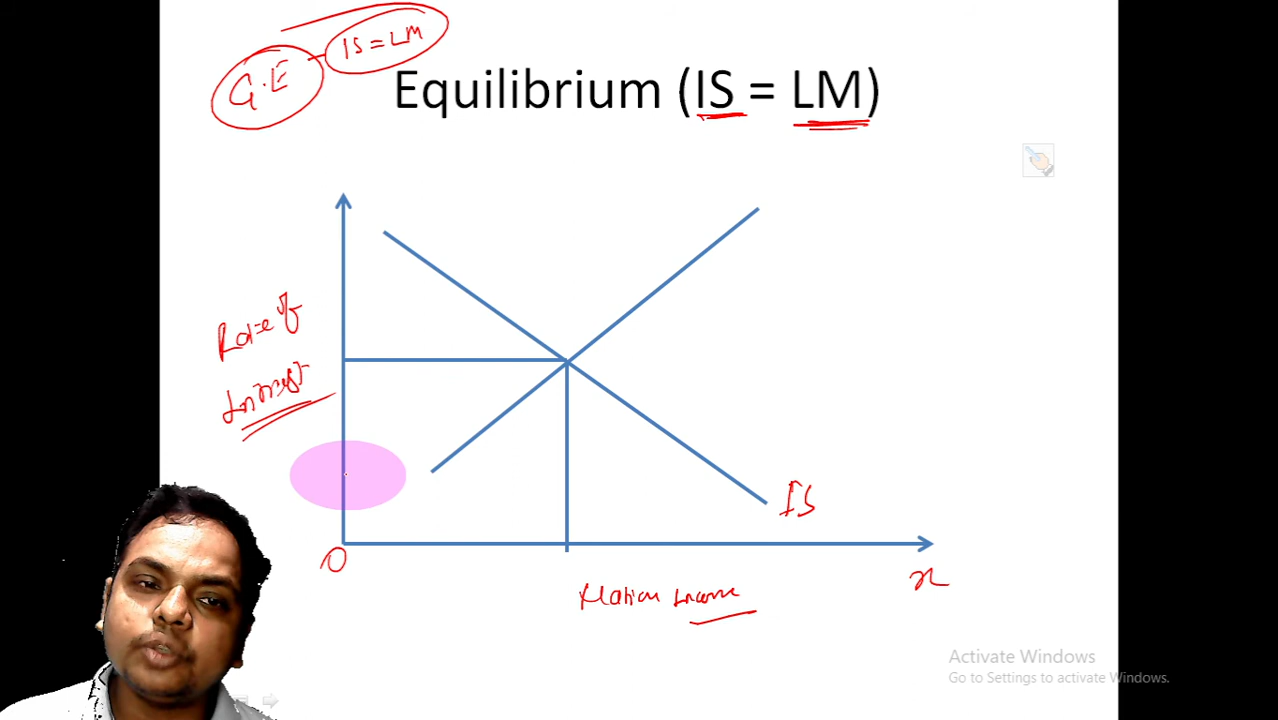 G.E
IS=LM
Equilibrium (IS = LM)
Rate of
Interest
IS
O
x
Nation Income
Activate Windows
Go to Settings to activate Windows.